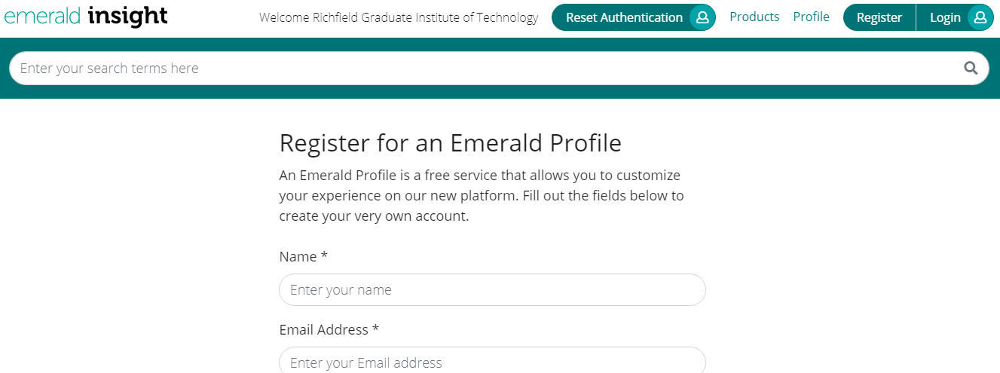 emerald insight Welcome Richfield Graduate Institute of Technology Reset Authentication Products Profile Register Login
Enter your search terms here
Register for an Emerald Profile
An Emerald Profile is a free service that allows you to customize
your experience on our new platform. Fill out the fields below to
create your very own account.
Name *
Enter your name
Email Address *
Enter your Email address